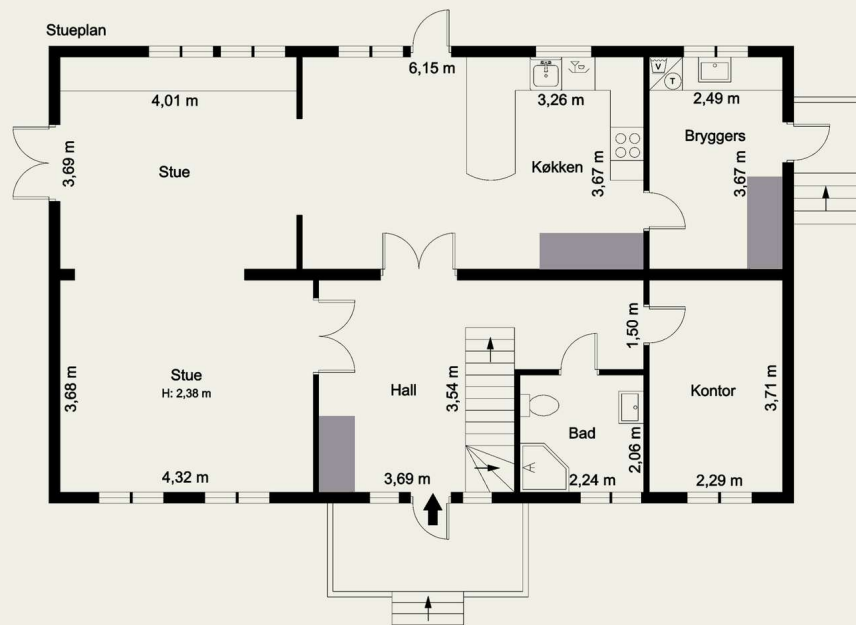 Stueplan
4,01 m
3,69 m
Stue
6,15 m
3,26 m
Køkken
3,67 m
V
T
2,49 m
Bryggers
3,67 m
3,68 m
Stue
H: 2,38 m
4,32 m
Hall
3,54 m
3,69 m
1,50 m
Bad
2,06 m
2,24 m
Kontor
3,71 m
2,29 m